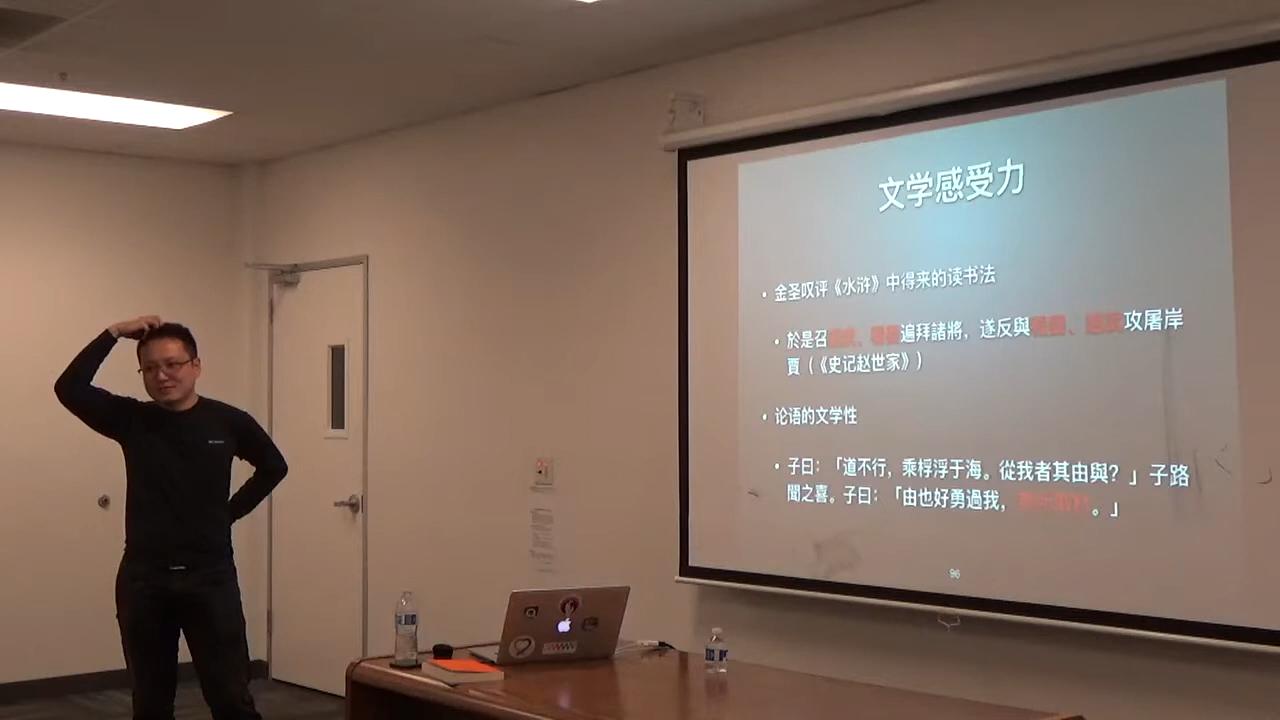 文学感受力
• 金圣叹评《水浒》中得来的读书法
• 於是召 遍拜諸將，遂反與 攻屠岸
賈（《史记赵世家》）
• 论语的文学性
• 子曰：「道不行，乘桴浮于海。從我者其由與？」子路
聞之喜。子曰：「由也好勇過我， 。」
96